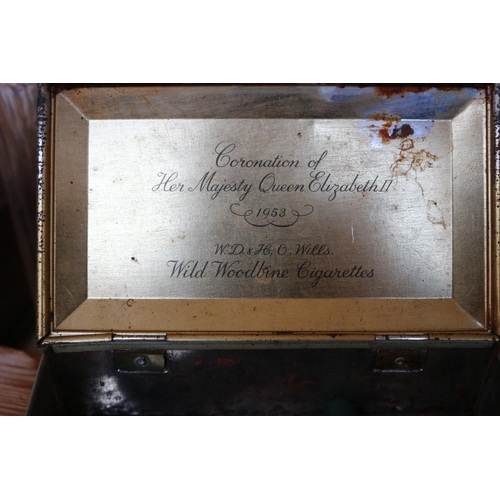 Coronation of
Her Majesty Queen Elizabeth II
1953
W.D. & H.O. Wills.
Wild Woodbine Cigarettes